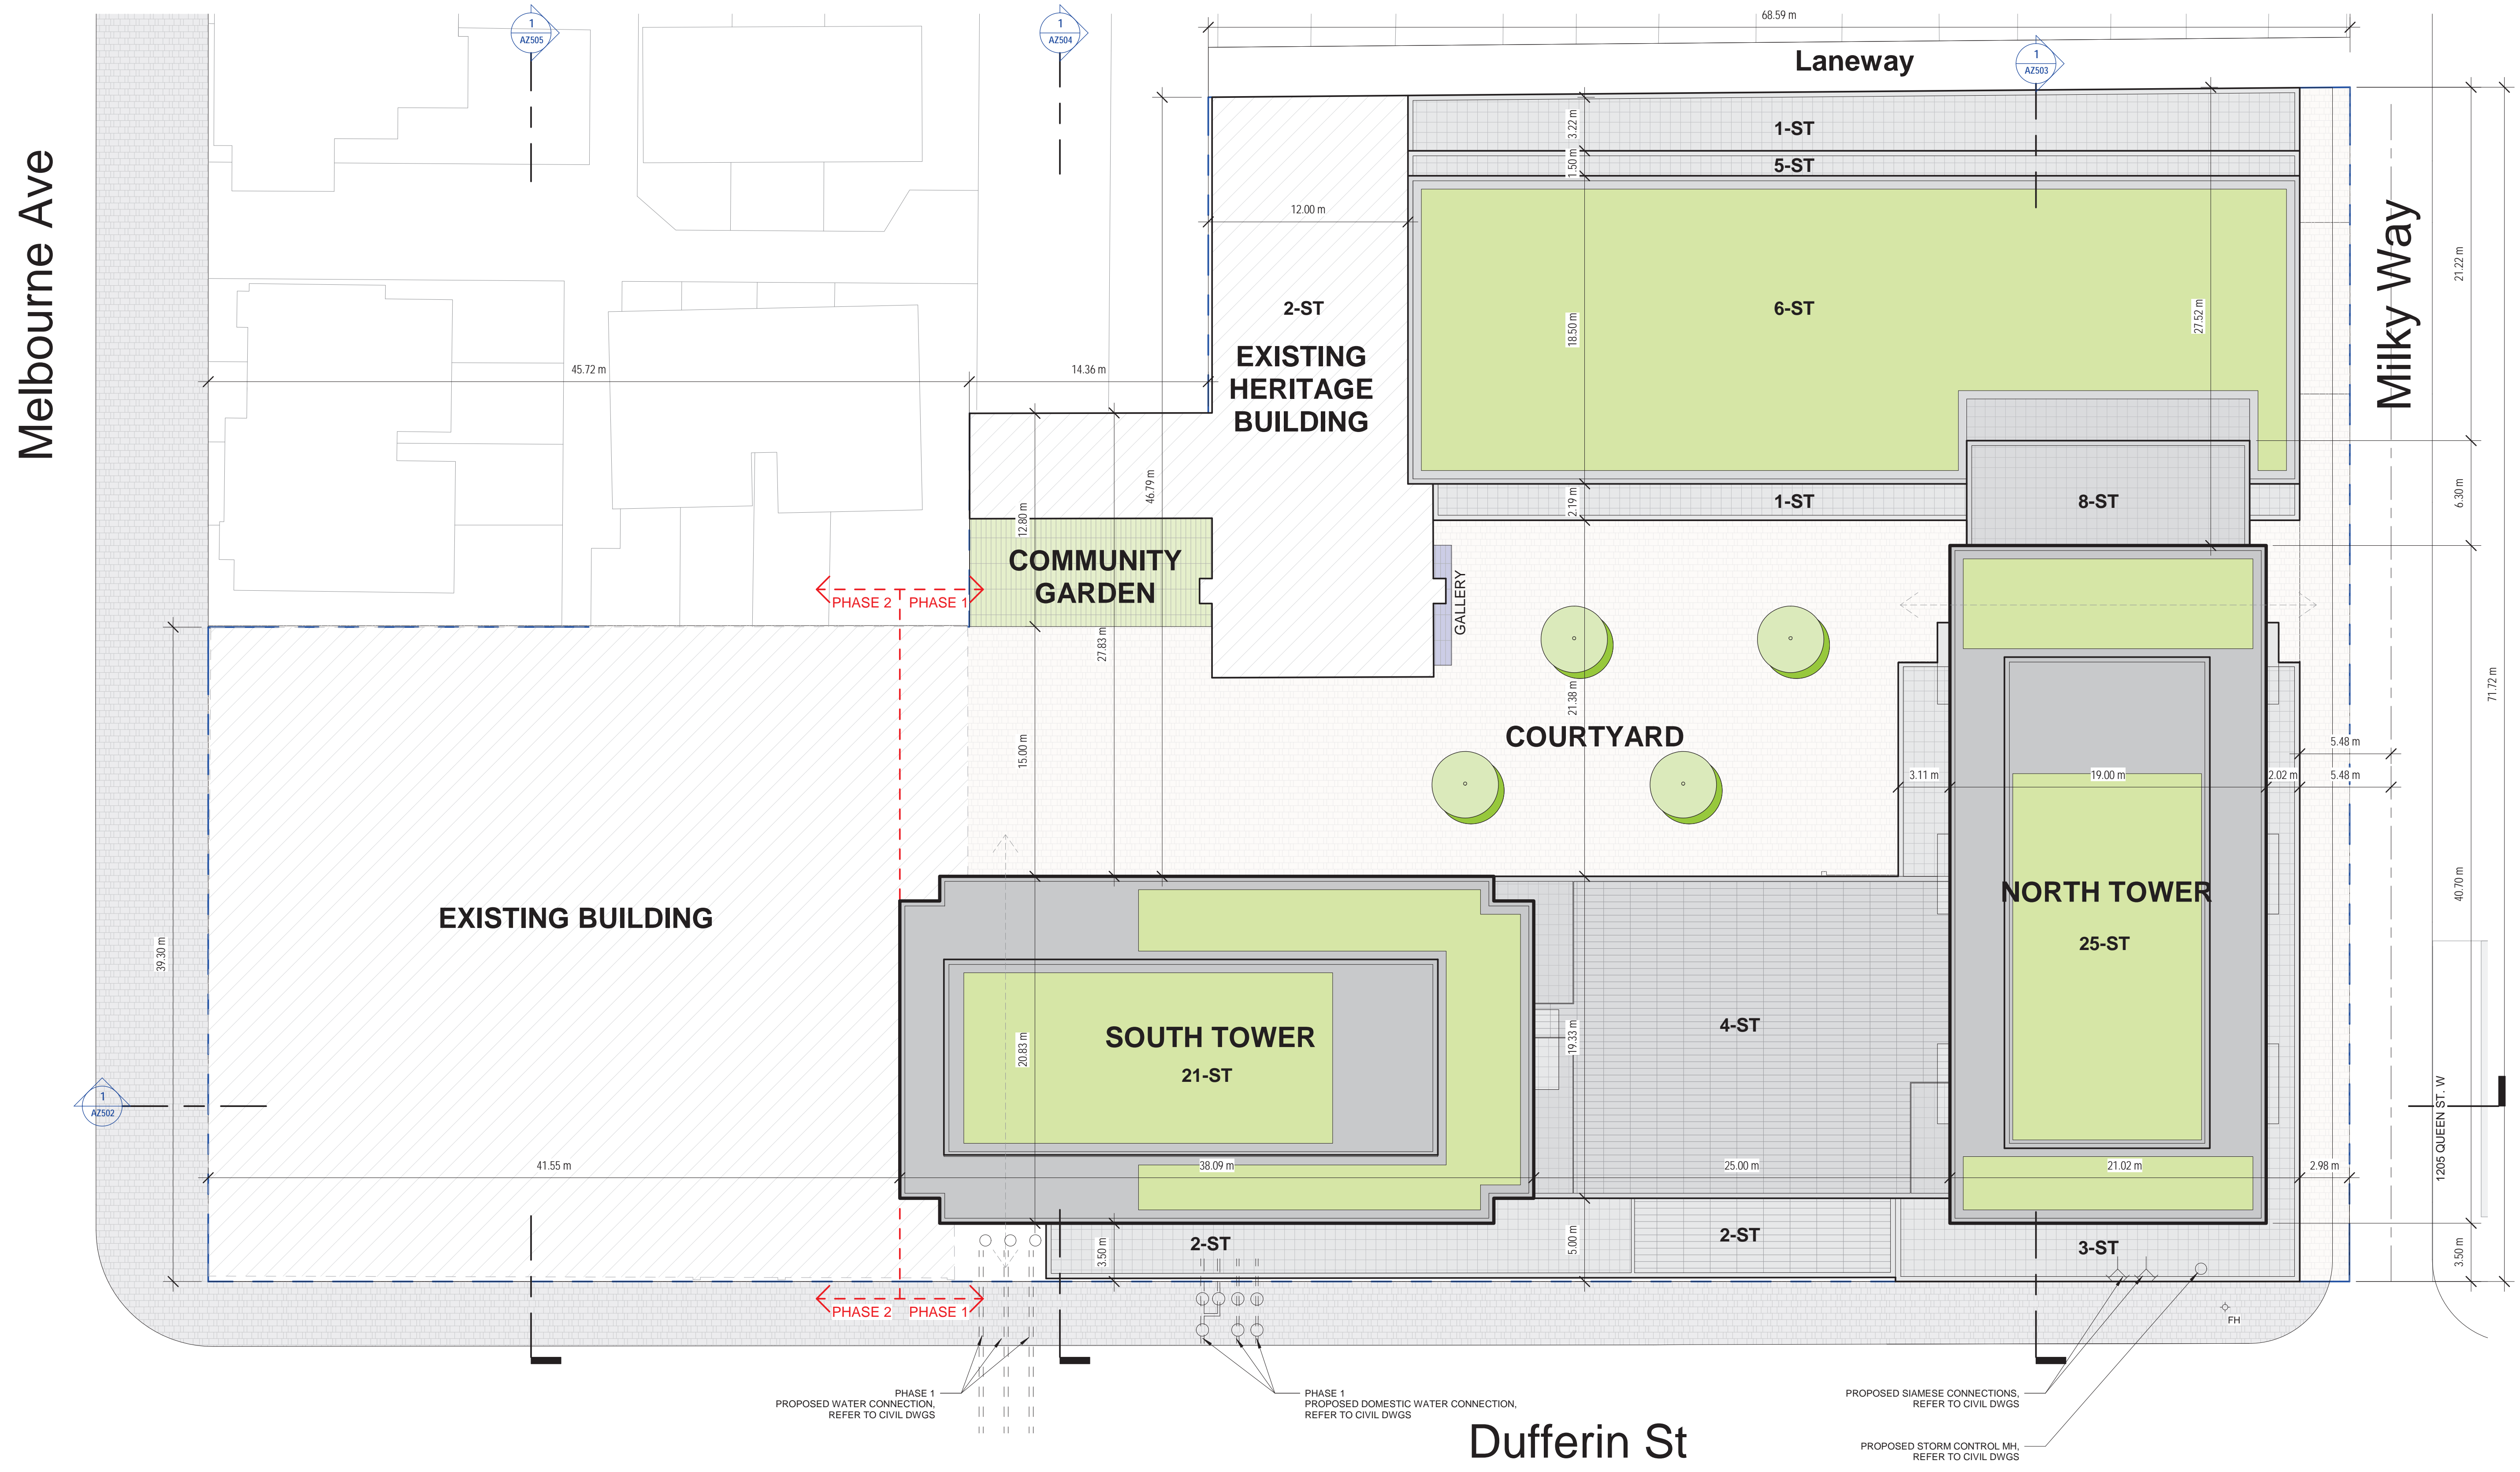 68.59 m
1
AZ505
1
AZ504
Laneway
1
AZ503
Melbourne Ave
3.22 m
1-ST
1.50 m
5-ST
12.00 m
Milky Way
21.22 m
2-ST
EXISTING
HERITAGE
BUILDING
18.50 m
6-ST
27.52 m
45.72 m
14.36 m
46.79 m
12.80 m
2.19 m
1-ST
8-ST
6.30 m
COMMUNITY
GARDEN
GALLERY
PHASE 2
PHASE 1
27.83 m
21.38 m
71.72 m
COURTYARD
15.00 m
5.48 m
3.11 m
19.00 m
2.02 m
5.48 m
EXISTING BUILDING
39.30 m
NORTH TOWER
25-ST
40.70 m
SOUTH TOWER
21-ST
20.83 m
19.33 m
4-ST
1
AZ502
1205 QUEEN ST. W
41.55 m
38.09 m
25.00 m
21.02 m
2.98 m
3.50 m
2-ST
5.00 m
2-ST
3-ST
3.50 m
PHASE 2
PHASE 1
FH
PHASE 1
PROPOSED WATER CONNECTION,
REFER TO CIVIL DWGS
PHASE 1
PROPOSED DOMESTIC WATER CONNECTION,
REFER TO CIVIL DWGS
PROPOSED SIAMESE CONNECTIONS,
REFER TO CIVIL DWGS
Dufferin St
PROPOSED STORM CONTROL MH,
REFER TO CIVIL DWGS